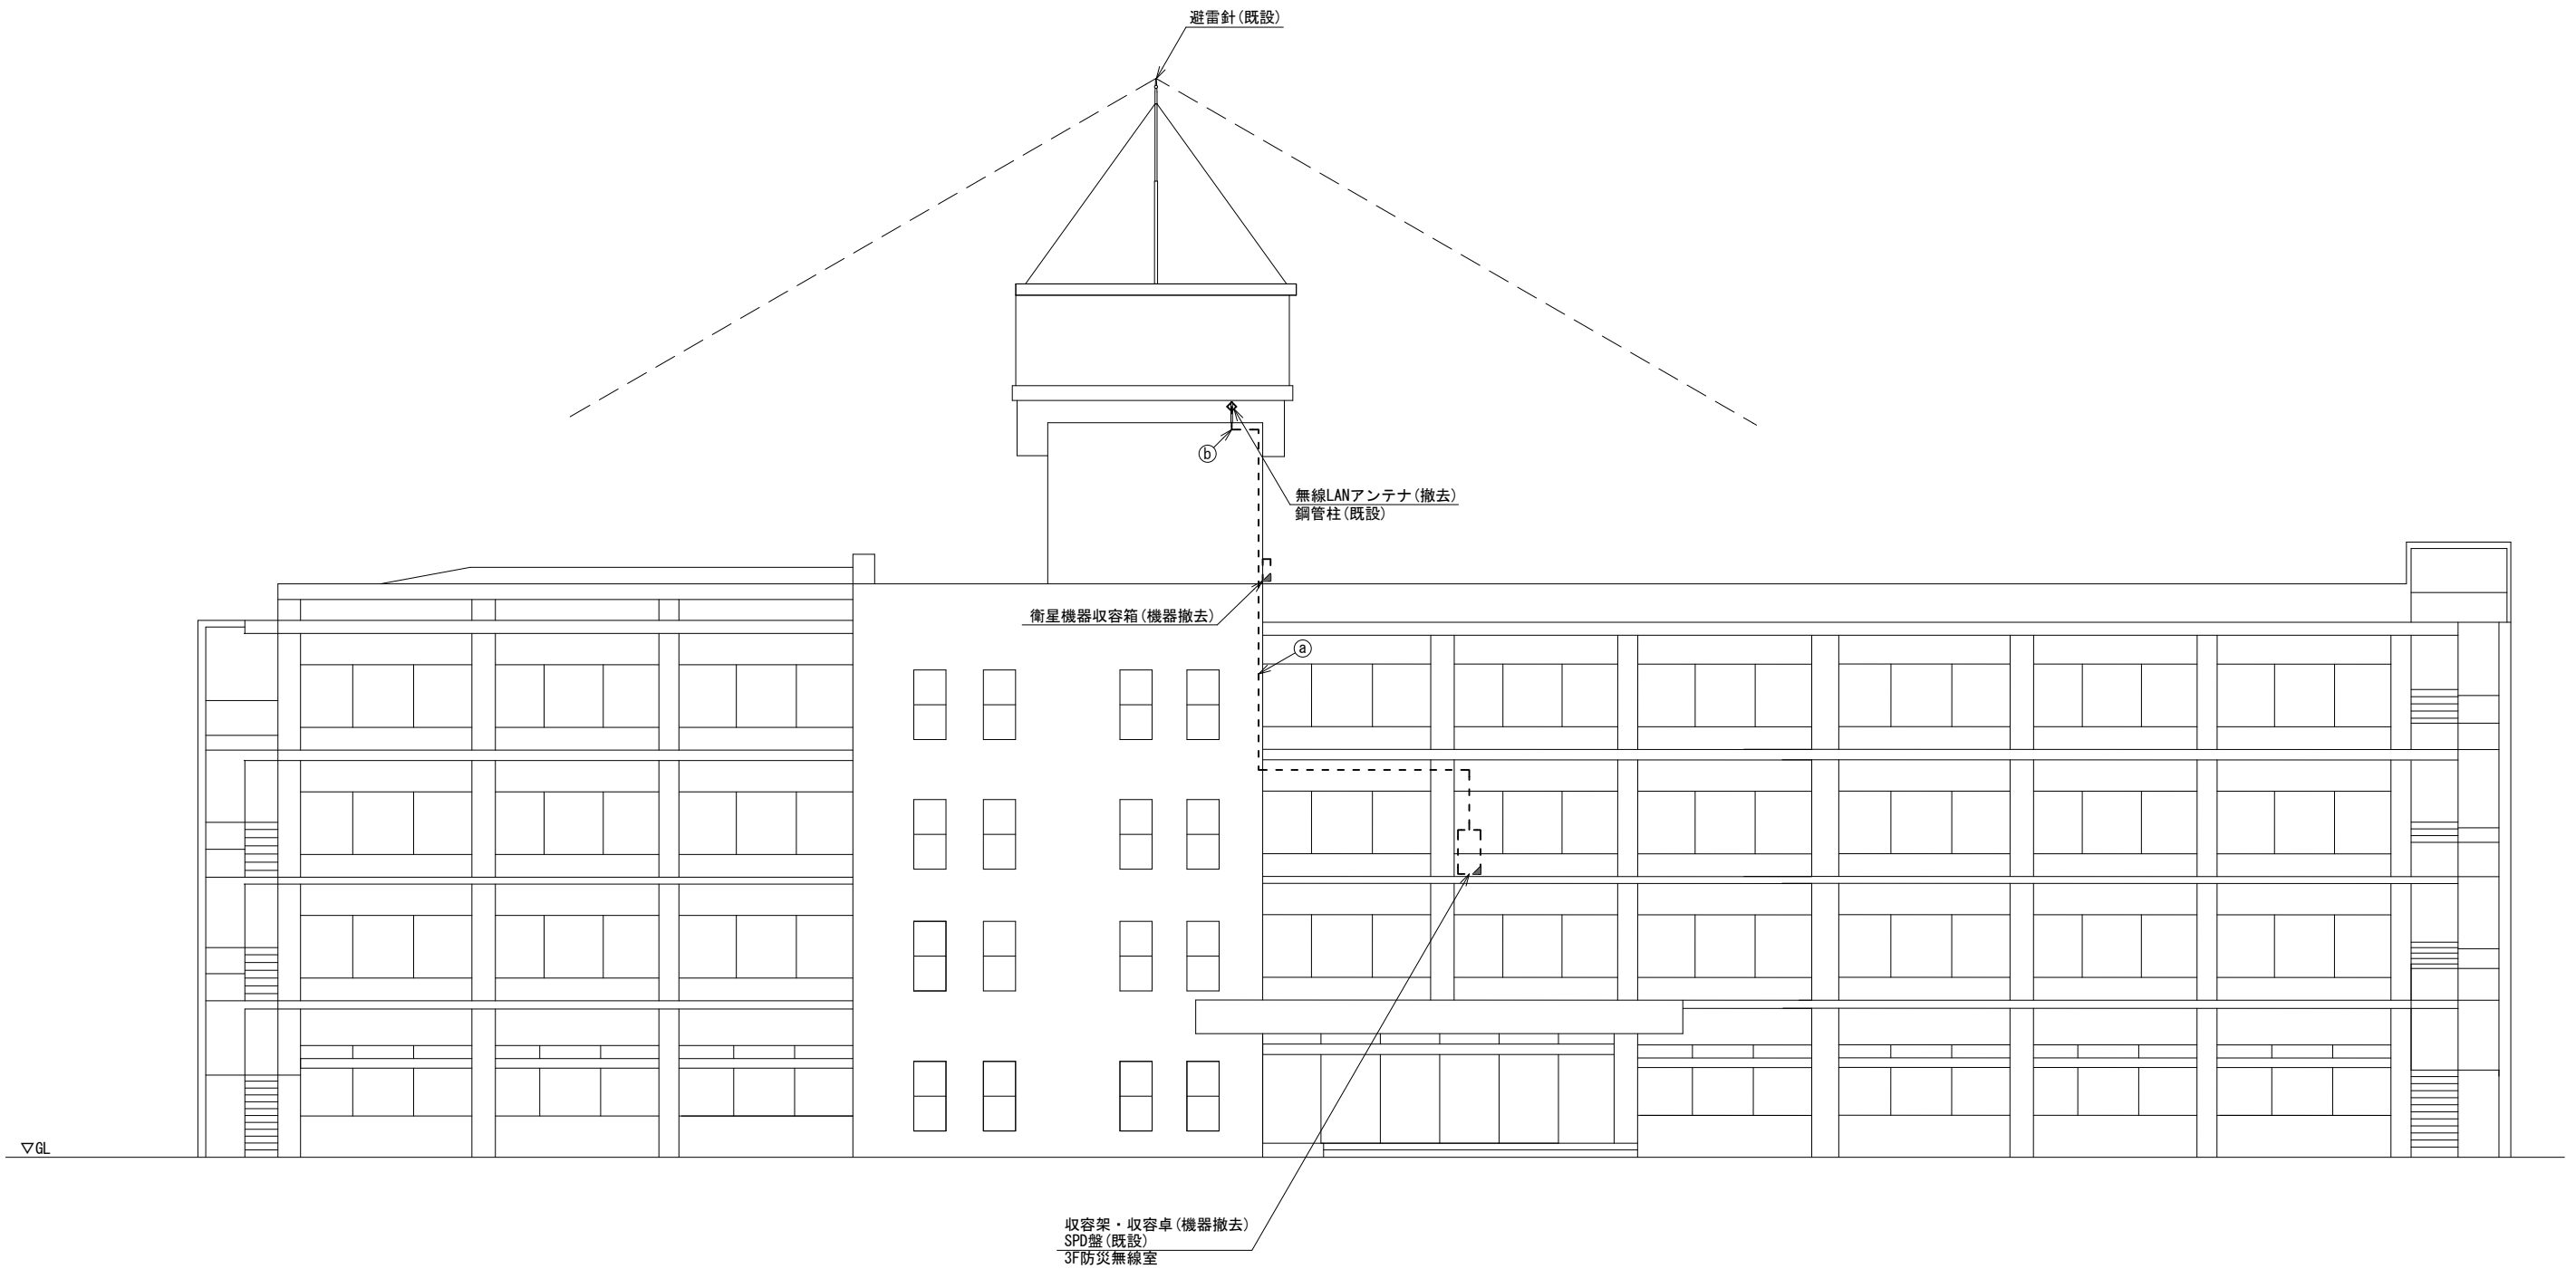 避雷針(既設)
ⓑ
無線LANアンテナ(撤去)
鋼管柱(既設)
衛星機器収容箱(機器撤去)
ⓐ
▽GL
収容架・収容卓(機器撤去)
SPD盤(既設)
3F防災無線室